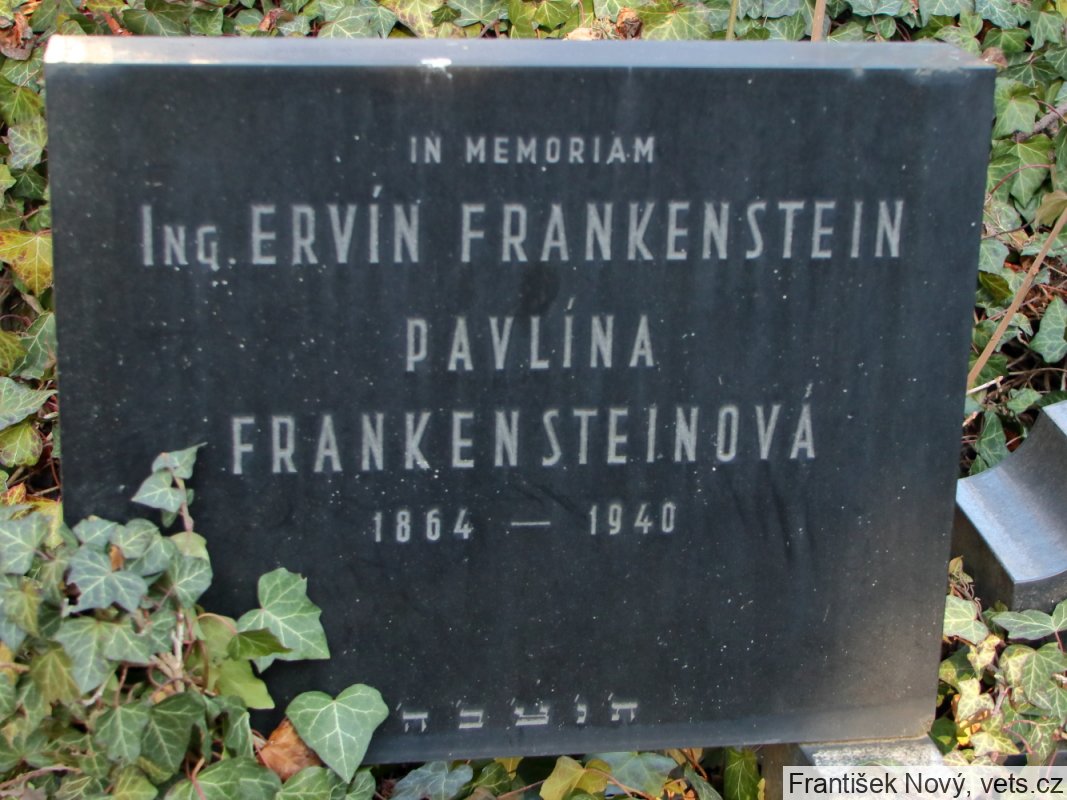 IN MEMORIAM
ING. ERVÍN FRANKENSTEIN
PAVLÍNA
FRANKENSTEINOVÁ
1864 — 1940
ת׳נ׳צ׳ב׳ה׳
František Nový, vets.cz